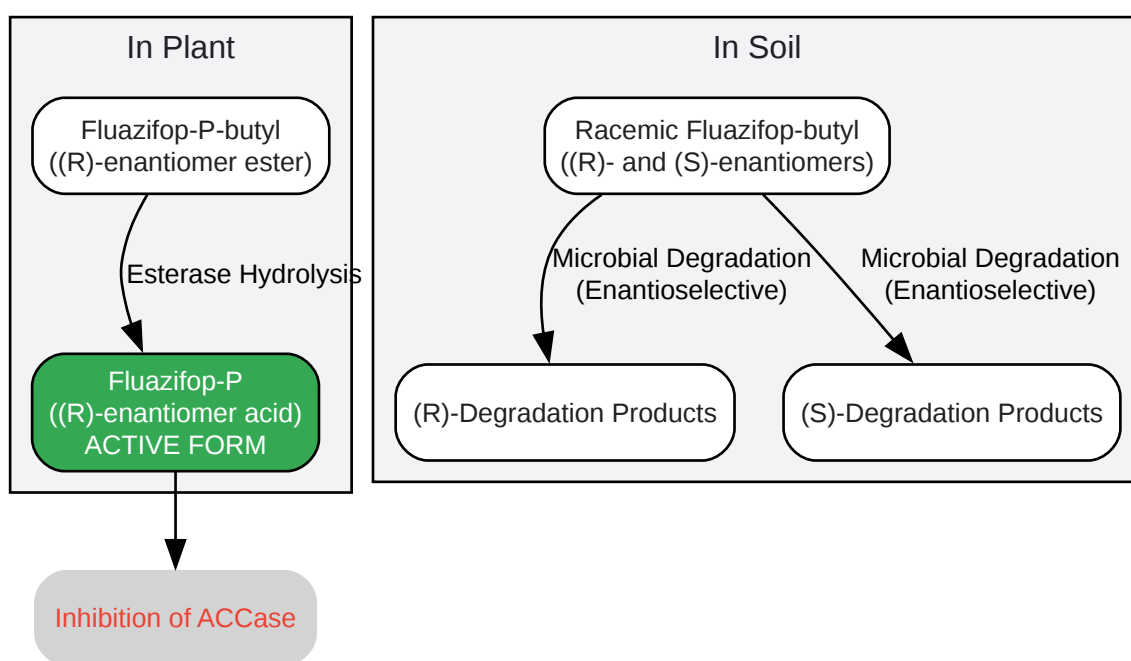 In Plant
Fluazifop-P-butyl
((R)-enantiomer ester)
Esterase Hydrolysis
Fluazifop-P
((R)-enantiomer acid)
ACTIVE FORM
Inhibition of ACCase
In Soil
Racemic Fluazifop-butyl
((R)- and (S)-enantiomers)
Microbial Degradation
(Enantioselective)
Microbial Degradation
(Enantioselective)
(R)-Degradation Products
(S)-Degradation Products